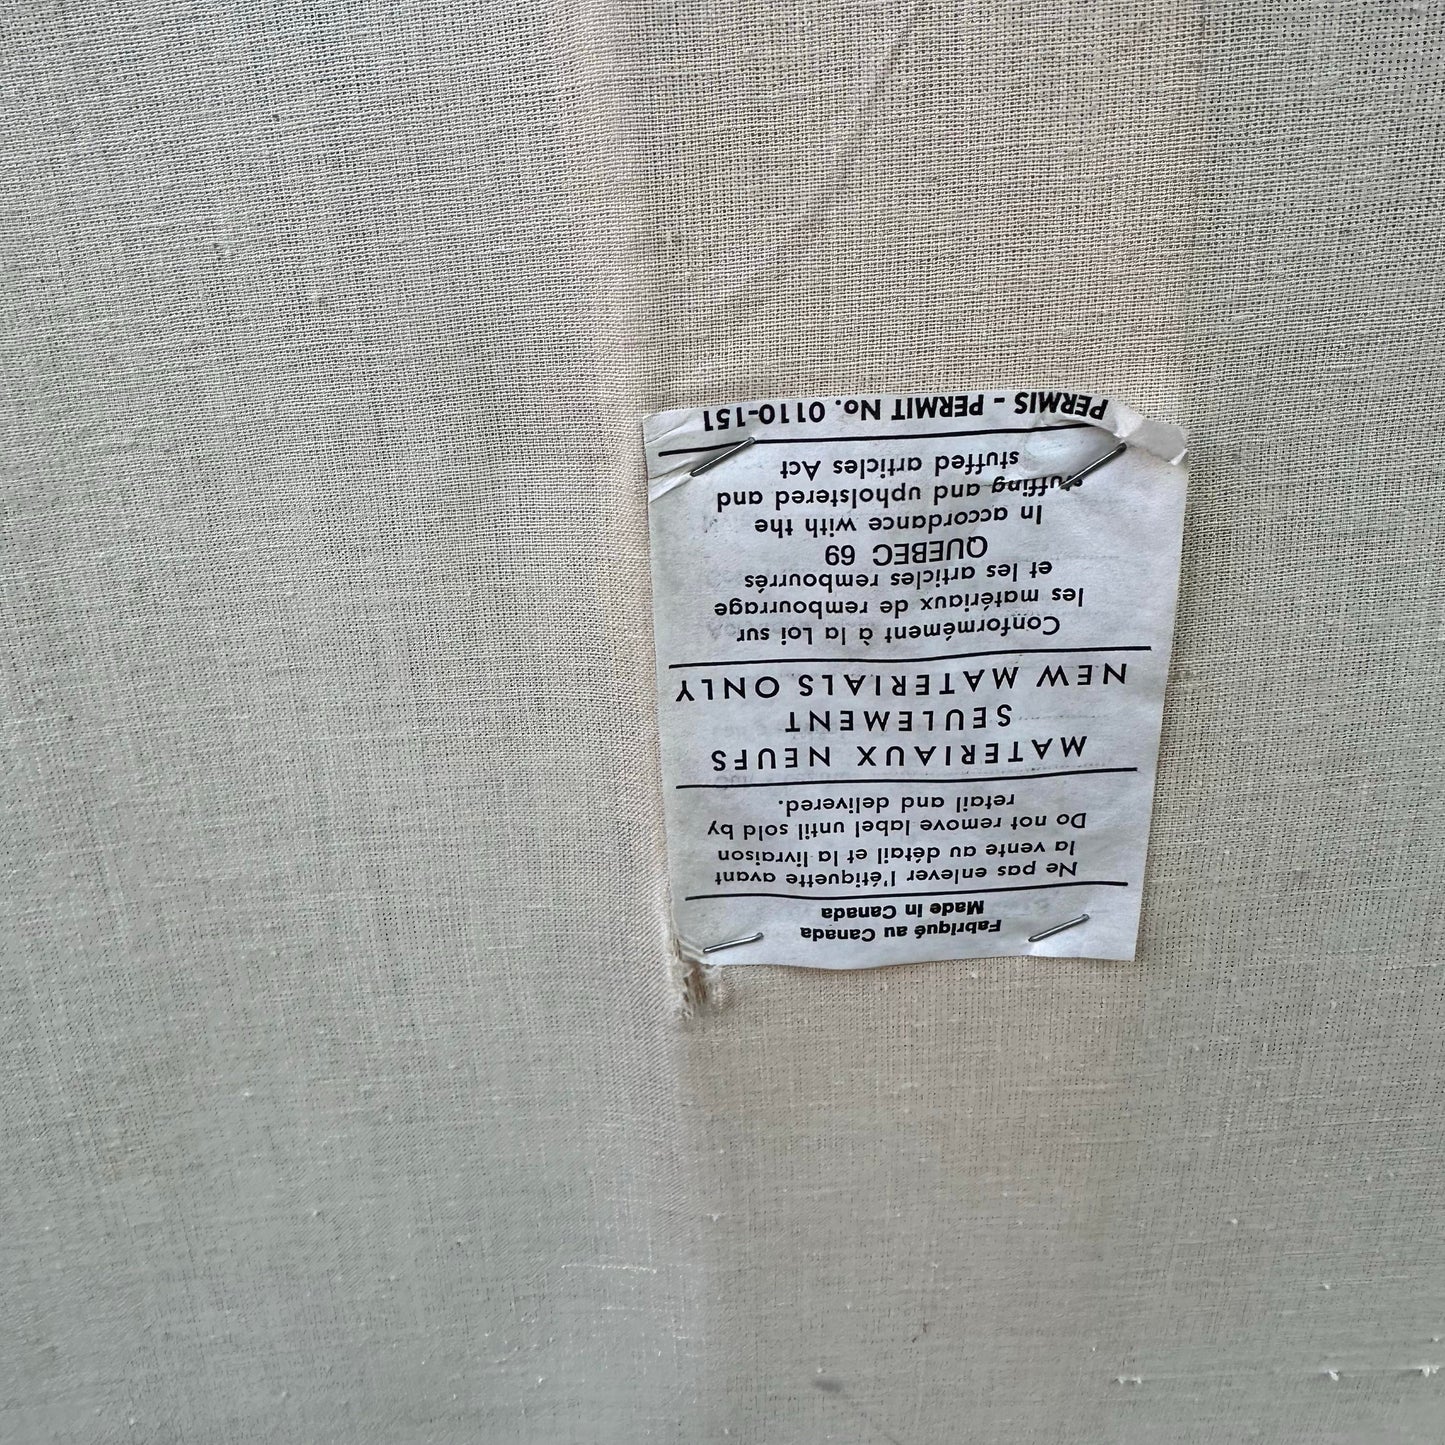 Fabriqué au Canada
Made in Canada
Ne pas enlever l'étiquette avant
la vente au détail et la livraison
Do not remove label until sold by
retail and delivered.
MATERIAUX NEUFS
SEULEMENT
NEW MATERIALS ONLY
Conformément à la Loi sur
les matériaux de rembourrage
et les articles rembourrés
QUEBEC 69
In accordance with the
stuffing and upholstered and
stuffed articles Act
PERMIS - PERMIT No. 0110-151